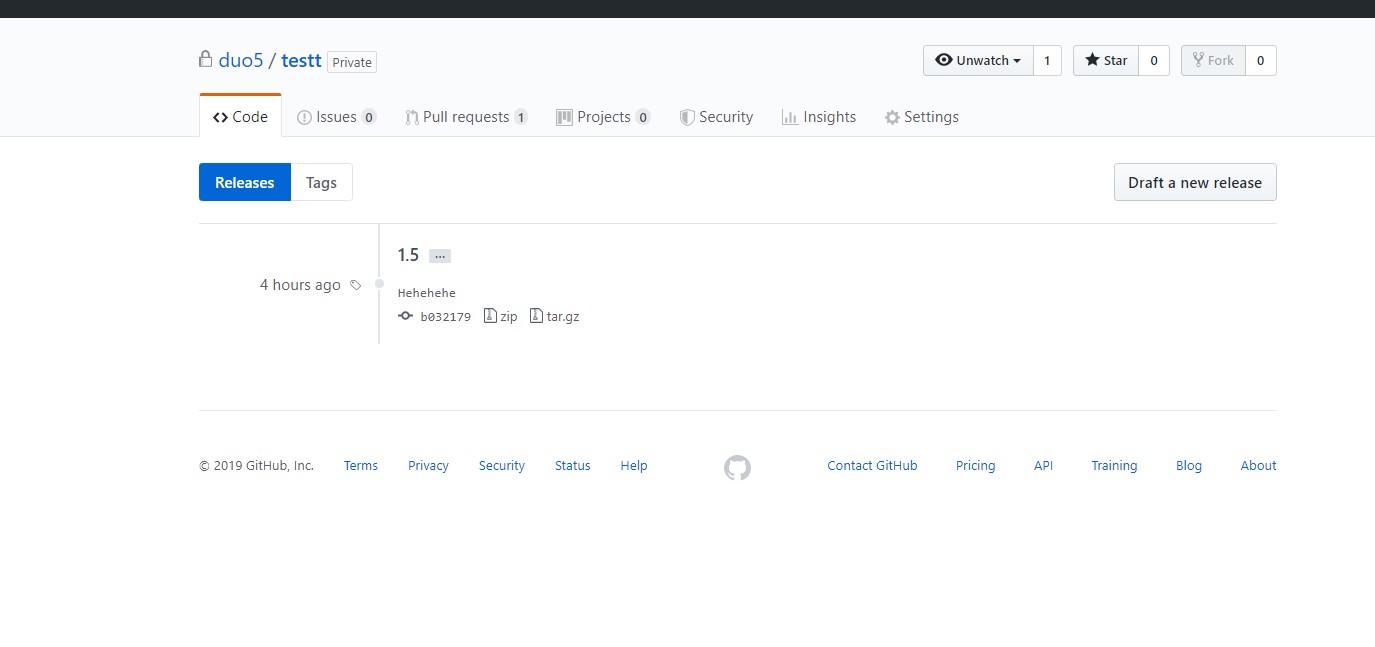 duo5 / testt Private Unwatch 1 Star 0 Fork 0
Code Issues 0 Pull requests 1 Projects 0 Security Insights Settings
Releases Tags Draft a new release
1.5 ...
4 hours ago
Hehehehe
b032179 zip tar.gz
© 2019 GitHub, Inc. Terms Privacy Security Status Help Contact GitHub Pricing API Training Blog About